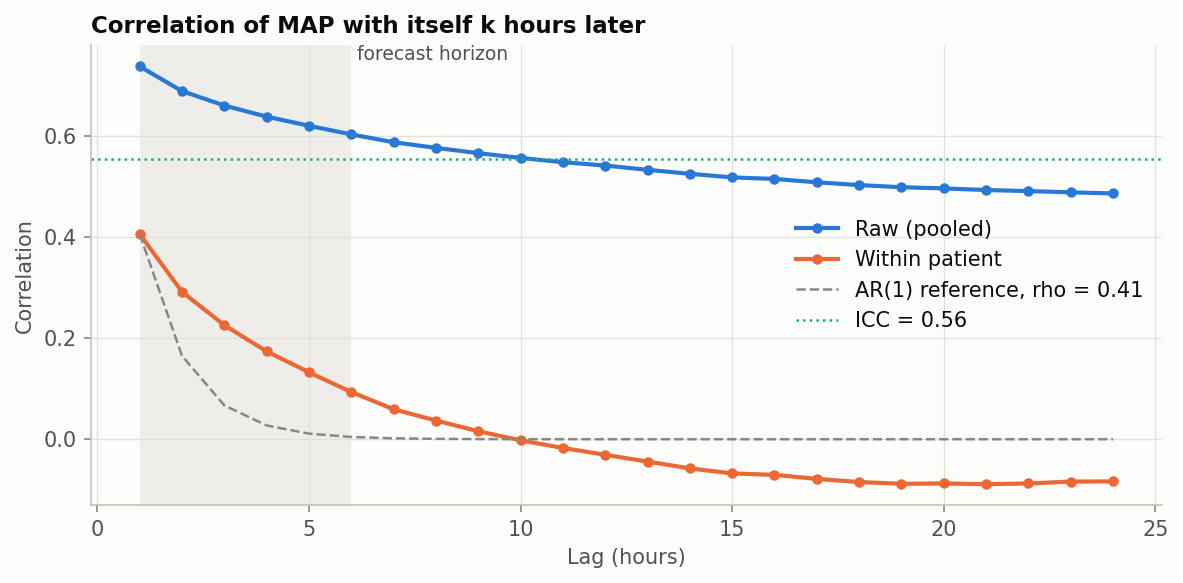 Correlation of MAP with itself k hours later
forecast horizon
Correlation
0.6
0.4
0.2
0.0
Raw (pooled)
Within patient
AR(1) reference, rho = 0.41
ICC = 0.56
0 5 10 15 20 25
Lag (hours)